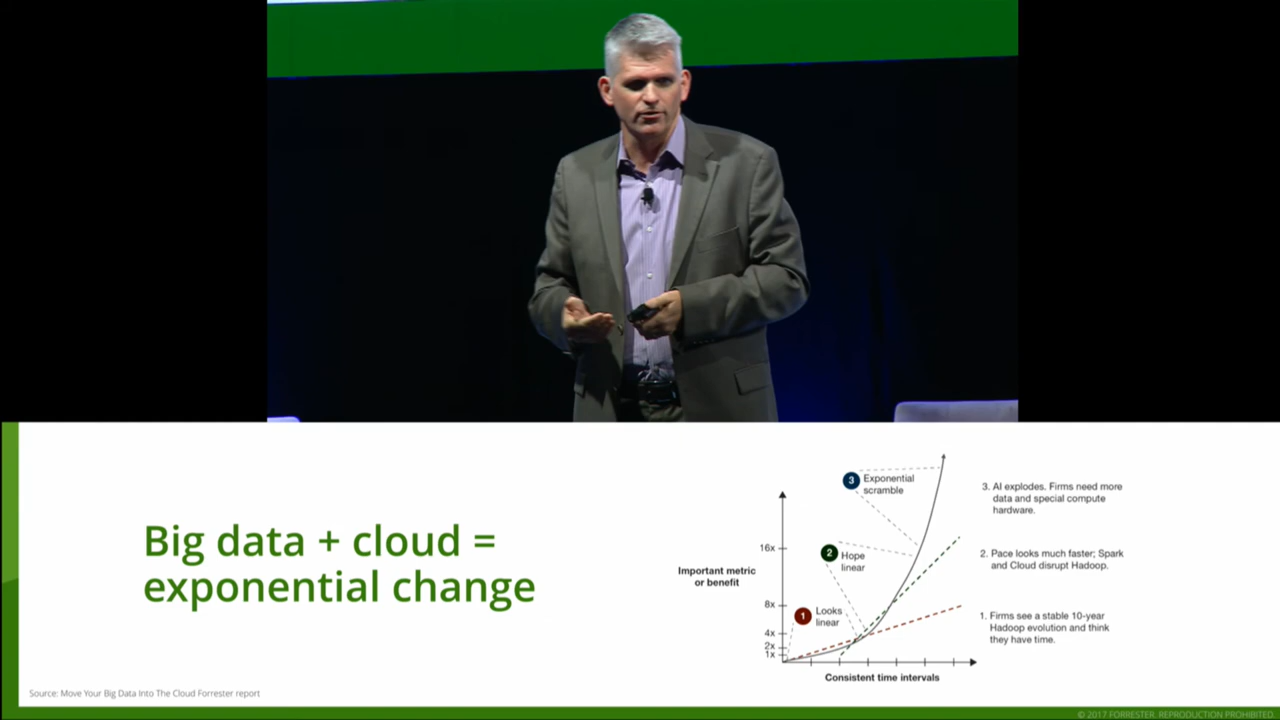 Big data + cloud =
exponential change
3 Exponential
scramble
2 Hope
linear
1 Looks
linear
Important metric
or benefit
16x
8x
4x
2x
1x
Consistent time intervals
3. AI explodes. Firms need more
data and special compute
hardware.
2. Pace looks much faster; Spark
and Cloud disrupt Hadoop.
1. Firms see a stable 10-year
Hadoop evolution and think
they have time.
Source: Move Your Big Data Into The Cloud Forrester report
© 2017 FORRESTER. REPRODUCTION PROHIBITED.